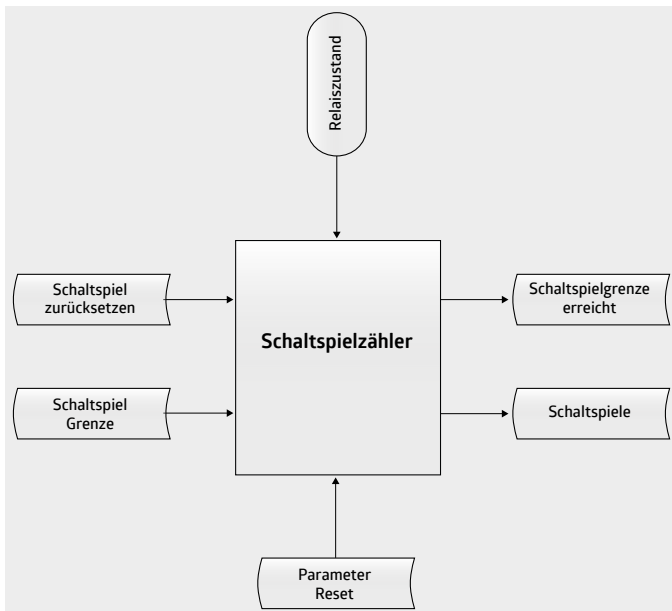 Relaiszustand
Schaltspiel
zurücksetzen
Schaltspielgrenze
erreicht
Schaltspielzähler
Schaltspiel
Grenze
Schaltspiele
Parameter
Reset